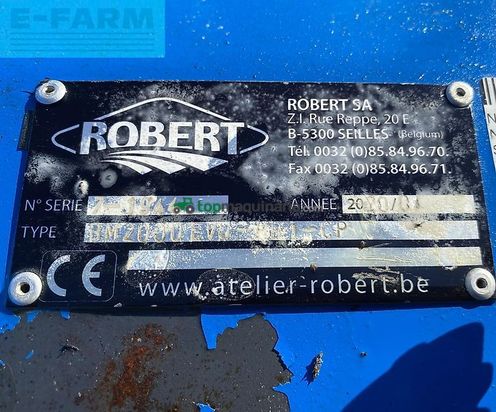 E-FARM
ROBERT
ROBERT SA
Z.I. Rue Reppe, 20 E
B-5300 SEILLES (Belgium)
Tél. 0032 (0)85.84.96.70.
Fax 0032 (0)85.84.96.71.
N° SERIE
topmaquinaria
ANNEE
TYPE
CE
www.atelier-robert.be